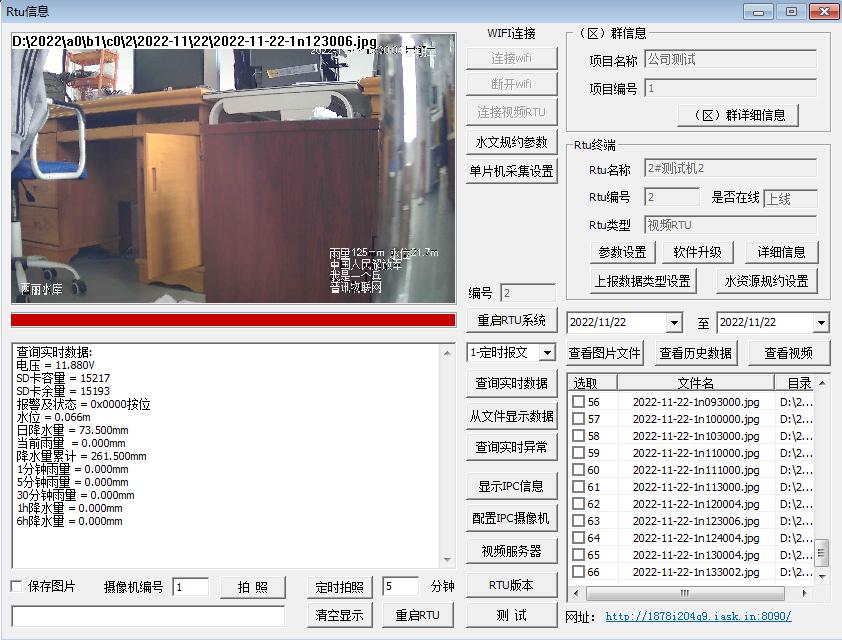 Rtu信息
D:\2022\a0\b1\c0\2\2022-11\22\2022-11-22-1n123006.jpg
雨里125一m 水位21.7m
中国人民解放军
我是一个兵
普讯物联网
西丽水库
查询实时数据:
电压 = 11.880V
SD卡容量 = 15217
SD卡余量 = 15193
报警及状态 = 0x0000按位
水位 = 0.066m
日降水量 = 73.500mm
当前雨量 = 0.000mm
降水量累计 = 261.500mm
1分钟雨量 = 0.000mm
5分钟雨量 = 0.000mm
30分钟雨量 = 0.000mm
1h降水量 = 0.000mm
6h降水量 = 0.000mm
保存图片 摄像机编号 1 拍 照 定时拍照 5 分钟
清空显示 重启RTU
WIFI连接
连接wifi
断开wifi
连接视频RTU
水文规约参数
单片机采集设置
编号 2
重启RTU系统
1-定时报文
查询实时数据
从文件显示数据
查询实时异常
显示IPC信息
配置IPC摄像机
视频服务器
RTU版本
测 试
（区）群信息
项目名称 公司测试
项目编号 1
（区）群详细信息
Rtu终端
Rtu名称 2#测试机2
Rtu编号 2 是否在线 上线
Rtu类型 视频RTU
参数设置 软件升级 详细信息
上报数据类型设置 水资源规约设置
2022/11/22 至 2022/11/22
查看图片文件 查看历史数据 查看视频
选取 文件名 目录
56 2022-11-22-1n093000.jpg D:\2...
57 2022-11-22-1n100000.jpg D:\2...
58 2022-11-22-1n103000.jpg D:\2...
59 2022-11-22-1n110000.jpg D:\2...
60 2022-11-22-1n111000.jpg D:\2...
61 2022-11-22-1n113000.jpg D:\2...
62 2022-11-22-1n120004.jpg D:\2...
63 2022-11-22-1n123006.jpg D:\2...
64 2022-11-22-1n124004.jpg D:\2...
65 2022-11-22-1n130004.jpg D:\2...
66 2022-11-22-1n133002.jpg D:\2...
网址: http://1878i204g9.iask.in:8090/